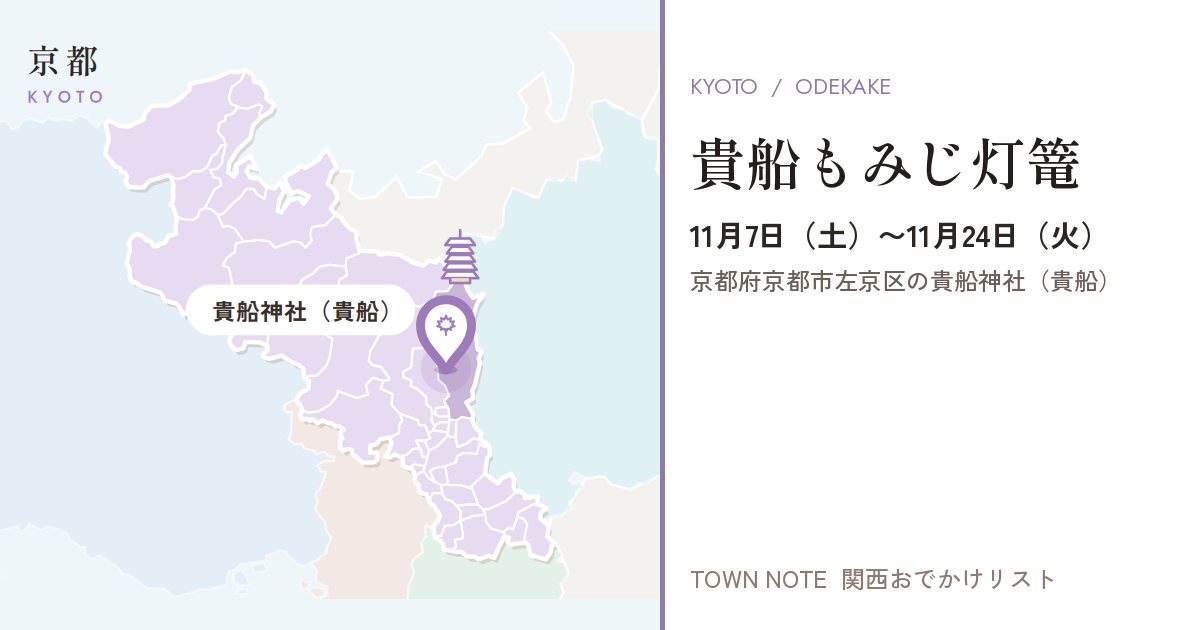 京都
KYOTO
貴船神社（貴船）
KYOTO / ODEKAKE
貴船もみじ灯篭
11月7日（土）〜11月24日（火）
京都府京都市左京区の貴船神社（貴船）
TOWN NOTE 関西おでかけリスト